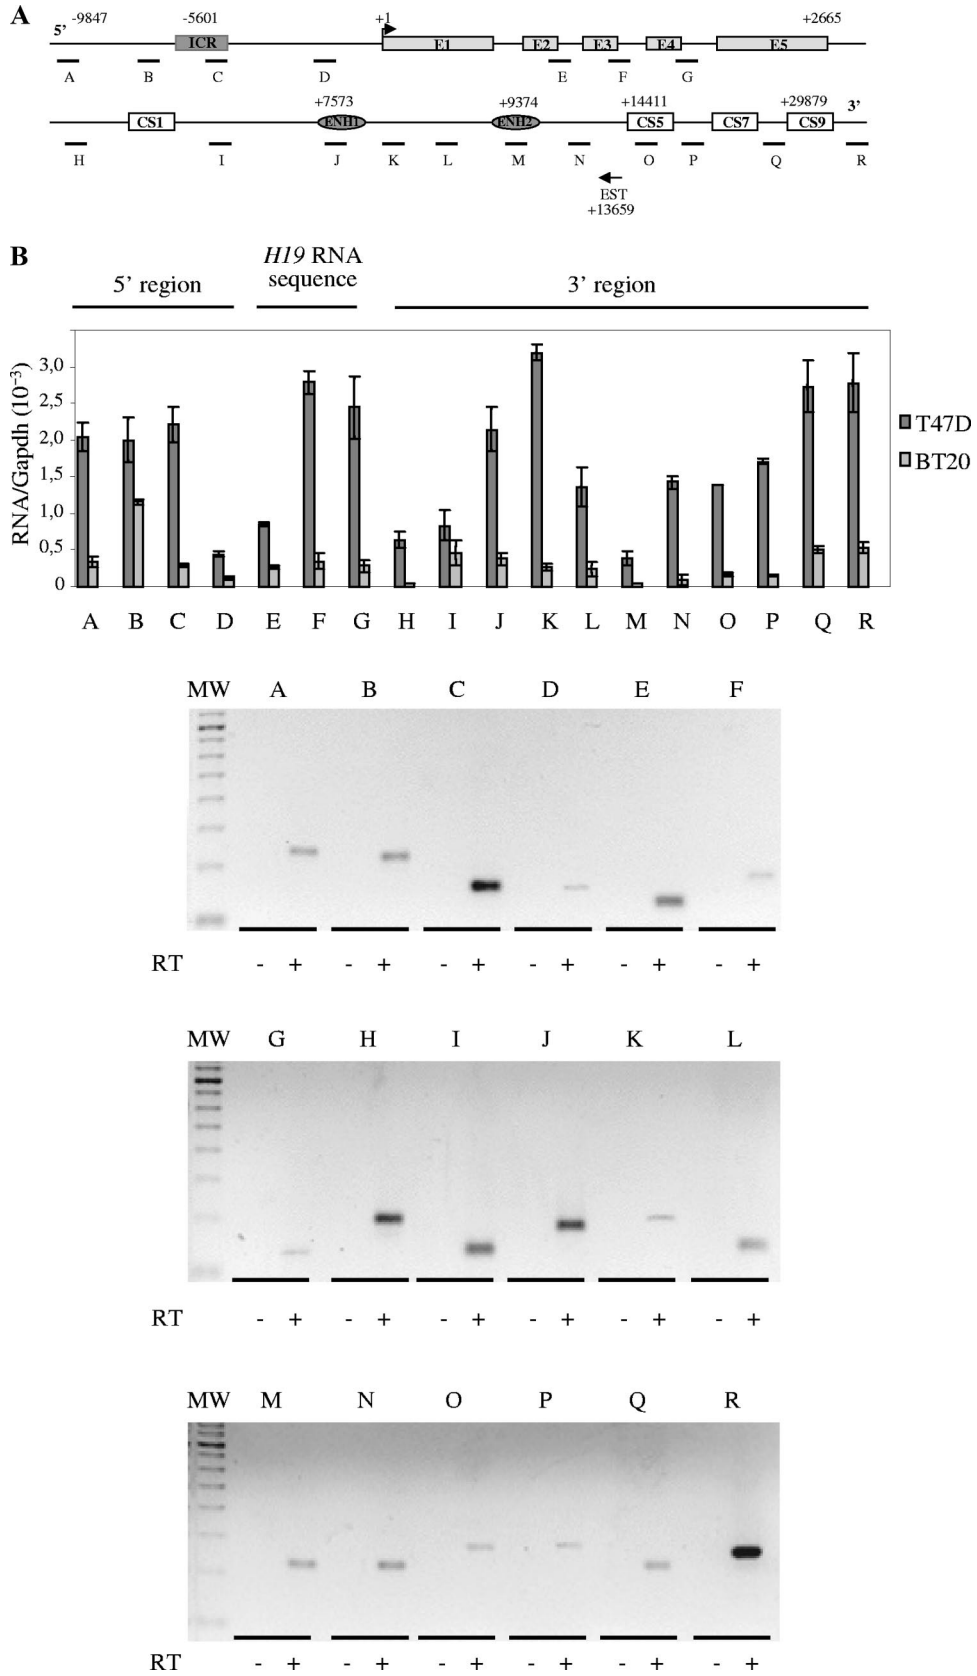 A
-9847 -5601 +1 +2665
5’
ICR E1 E2 E3 E4 E5
A B C D E F G
+7573 +9374 +14411 +29879 3’
CS1 ENH1 ENH2 CS5 CS7 CS9
H I J K L M N O P Q R
EST
+13659
B
H19 RNA
sequence
5’ region 3’ region
RNA/Gapdh (10⁻³)
3,0
2,5
2,0
1,5
1,0
0,5
0
T47D
BT20
A B C D E F G H I J K L M N O P Q R
MW A B C D E F
RT - + - + - + - + - + - +
MW G H I J K L
RT - + - + - + - + - + - +
MW M N O P Q R
RT - + - + - + - + - + - +